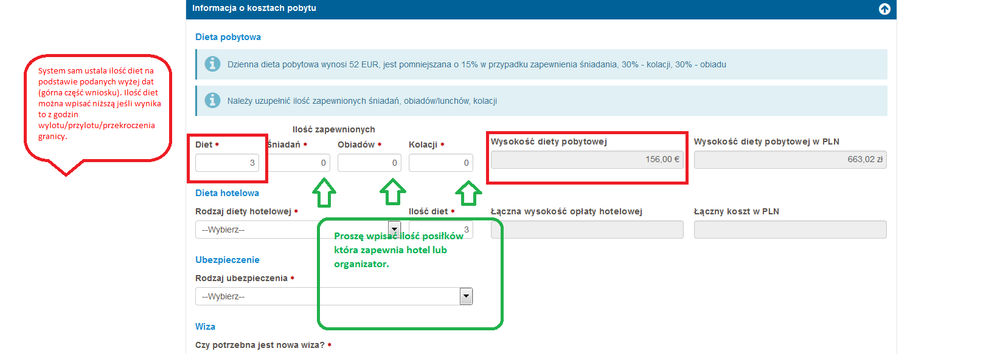 Informacja o kosztach pobytu
Dieta pobytowa
Dzienna dieta pobytowa wynosi 52 EUR, jest pomniejszana o 15% w przypadku zapewnienia śniadania, 30% - kolacji, 30% - obiadu
Należy uzupełnić ilość zapewnionych śniadań, obiadów/lunchów, kolacji
System sam ustala ilość diet na
podstawie podanych wyżej dat
(górna część wniosku). Ilość diet
można wpisać niższą jeśli wynika
to z godzin
wylotu/przylotu/przekroczenia
granicy.
Ilość zapewnionych
Diet * Śniadań * Obiadów * Kolacji * Wysokość diety pobytowej Wysokość diety pobytowej w PLN
3 0 0 0 156,00 € 663,02 zł
Dieta hotelowa
Rodzaj diety hotelowej * Ilość diet * Łączna wysokość opłaty hotelowej Łączny koszt w PLN
--Wybierz-- 3
Proszę wpisać ilość posiłków
która zapewnia hotel lub
organizator.
Ubezpieczenie
Rodzaj ubezpieczenia *
--Wybierz--
Wiza
Czy potrzebna jest nowa wiza? *